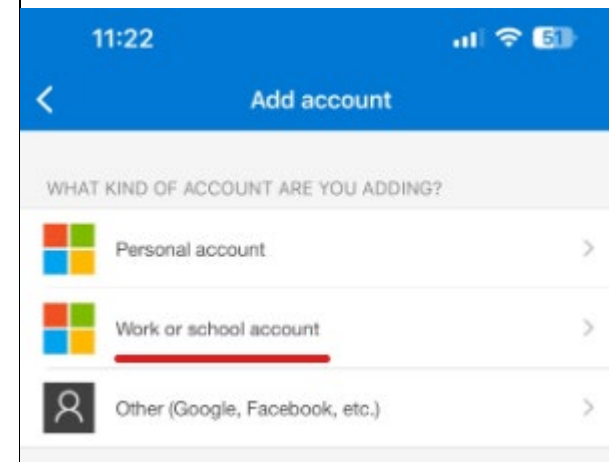 11:22
51
Add account
WHAT KIND OF ACCOUNT ARE YOU ADDING?
Personal account
Work or school account
Other (Google, Facebook, etc.)